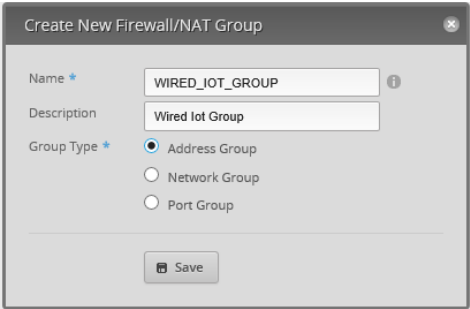 Create New Firewall/NAT Group
Name * WIRED_IOT_GROUP
Description Wired Iot Group
Group Type * Address Group
Network Group
Port Group
Save